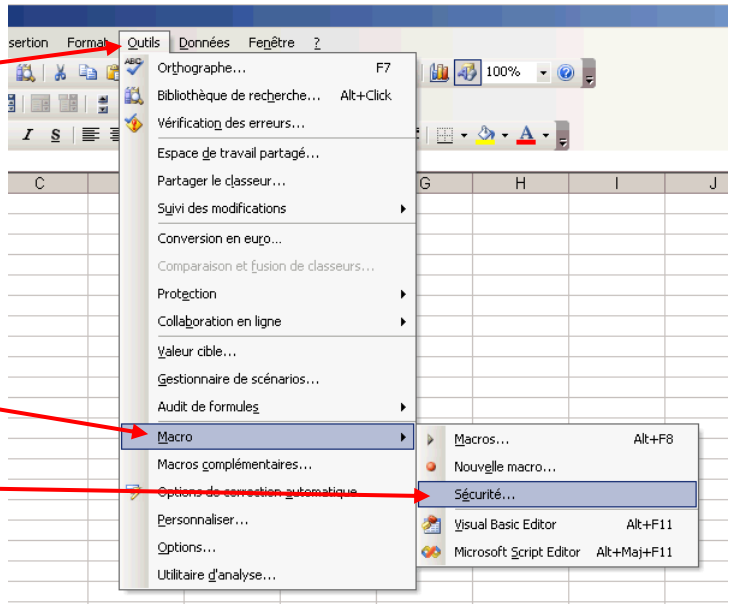 sertion Format Outils Données Fenêtre ?
100%
I S A
C G H I J
ABC Orthographe... F7
Bibliothèque de recherche... Alt+Click
Vérification des erreurs...
Espace de travail partagé...
Partager le classeur...
Suivi des modifications
Conversion en euro...
Comparaison et fusion de classeurs...
Protection
Collaboration en ligne
Valeur cible...
Gestionnaire de scénarios...
Audit de formules
Macro
Macros complémentaires...
Options de correction automatique
Personnaliser...
Options...
Utilitaire d'analyse...
Macros... Alt+F8
Nouvelle macro...
Sécurité...
Visual Basic Editor Alt+F11
Microsoft Script Editor Alt+Maj+F11